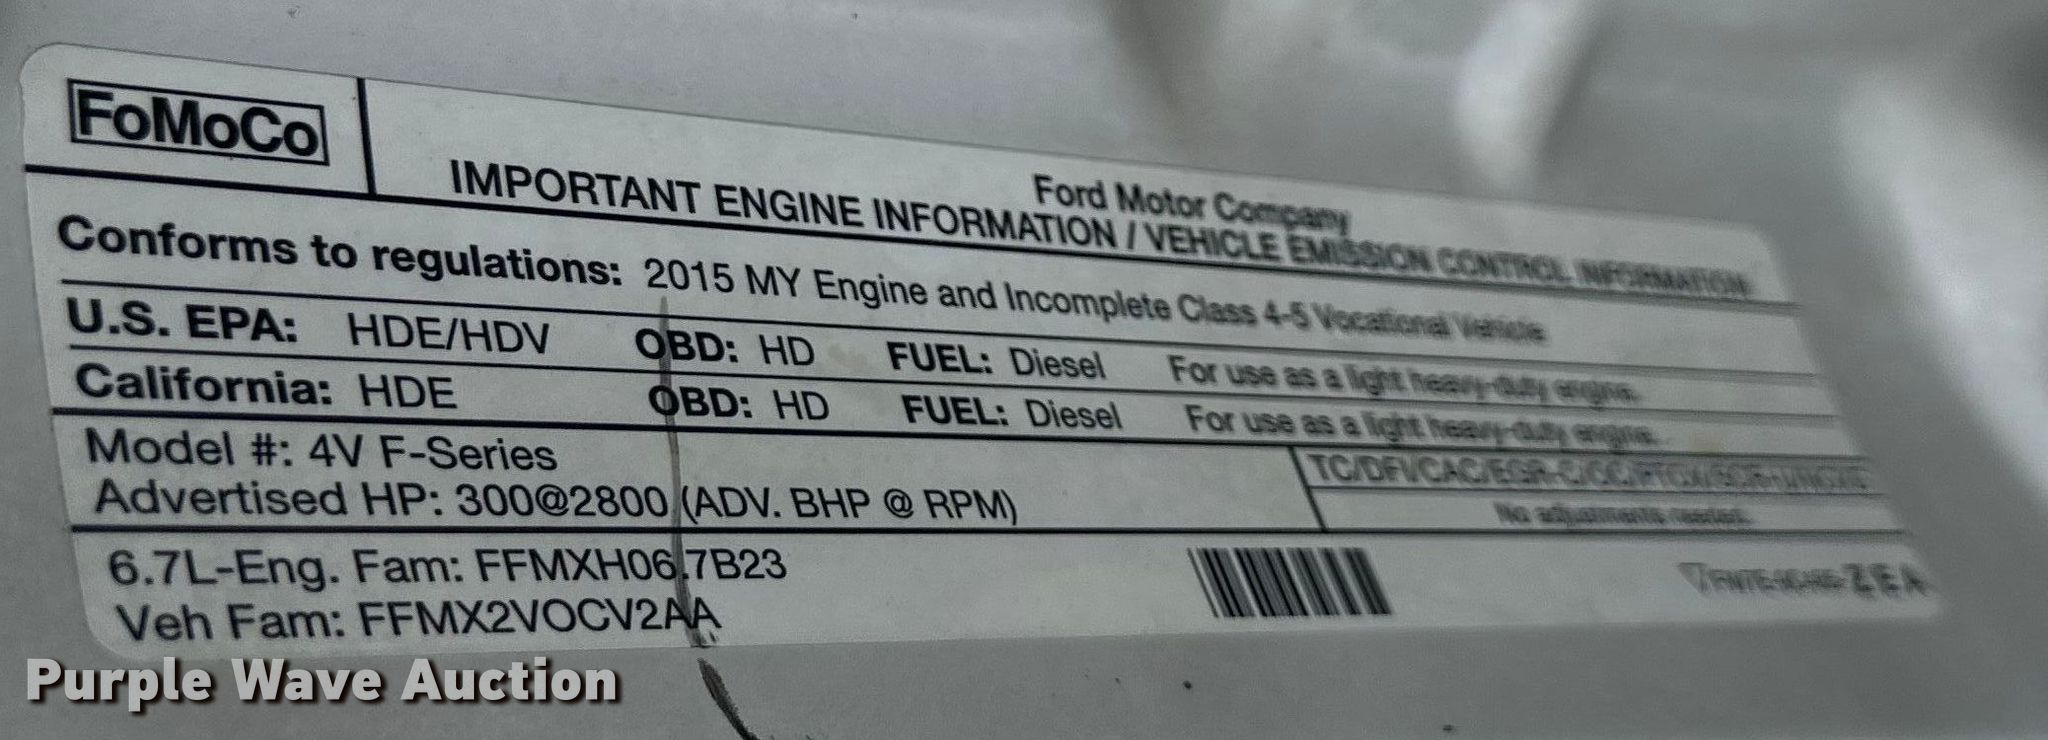 FoMoCo
Ford Motor Company
IMPORTANT ENGINE INFORMATION / VEHICLE EMISSION CONTROL INFORMATION
Conforms to regulations: 2015 MY Engine and Incomplete Class 4-5 Vocational Vehicle
U.S. EPA: HDE/HDV OBD: HD FUEL: Diesel For use as a light heavy-duty engine.
California: HDE OBD: HD FUEL: Diesel For use as a light heavy-duty engine.
Model #: 4V F-Series
Advertised HP: 300@2800 (ADV. BHP @ RPM)
No adjustments needed.
6.7L-Eng. Fam: FFMXH06.7B23
Veh Fam: FFMX2VOCV2AA
ZEA
Purple Wave Auction